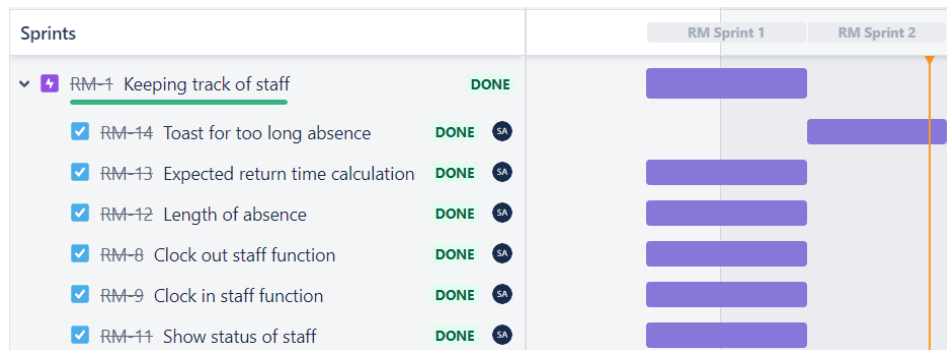 Sprints RM Sprint 1 RM Sprint 2
RM-1 Keeping track of staff DONE
RM-14 Toast for too long absence DONE SA
RM-13 Expected return time calculation DONE SA
RM-12 Length of absence DONE SA
RM-8 Clock out staff function DONE SA
RM-9 Clock in staff function DONE SA
RM-11 Show status of staff DONE SA